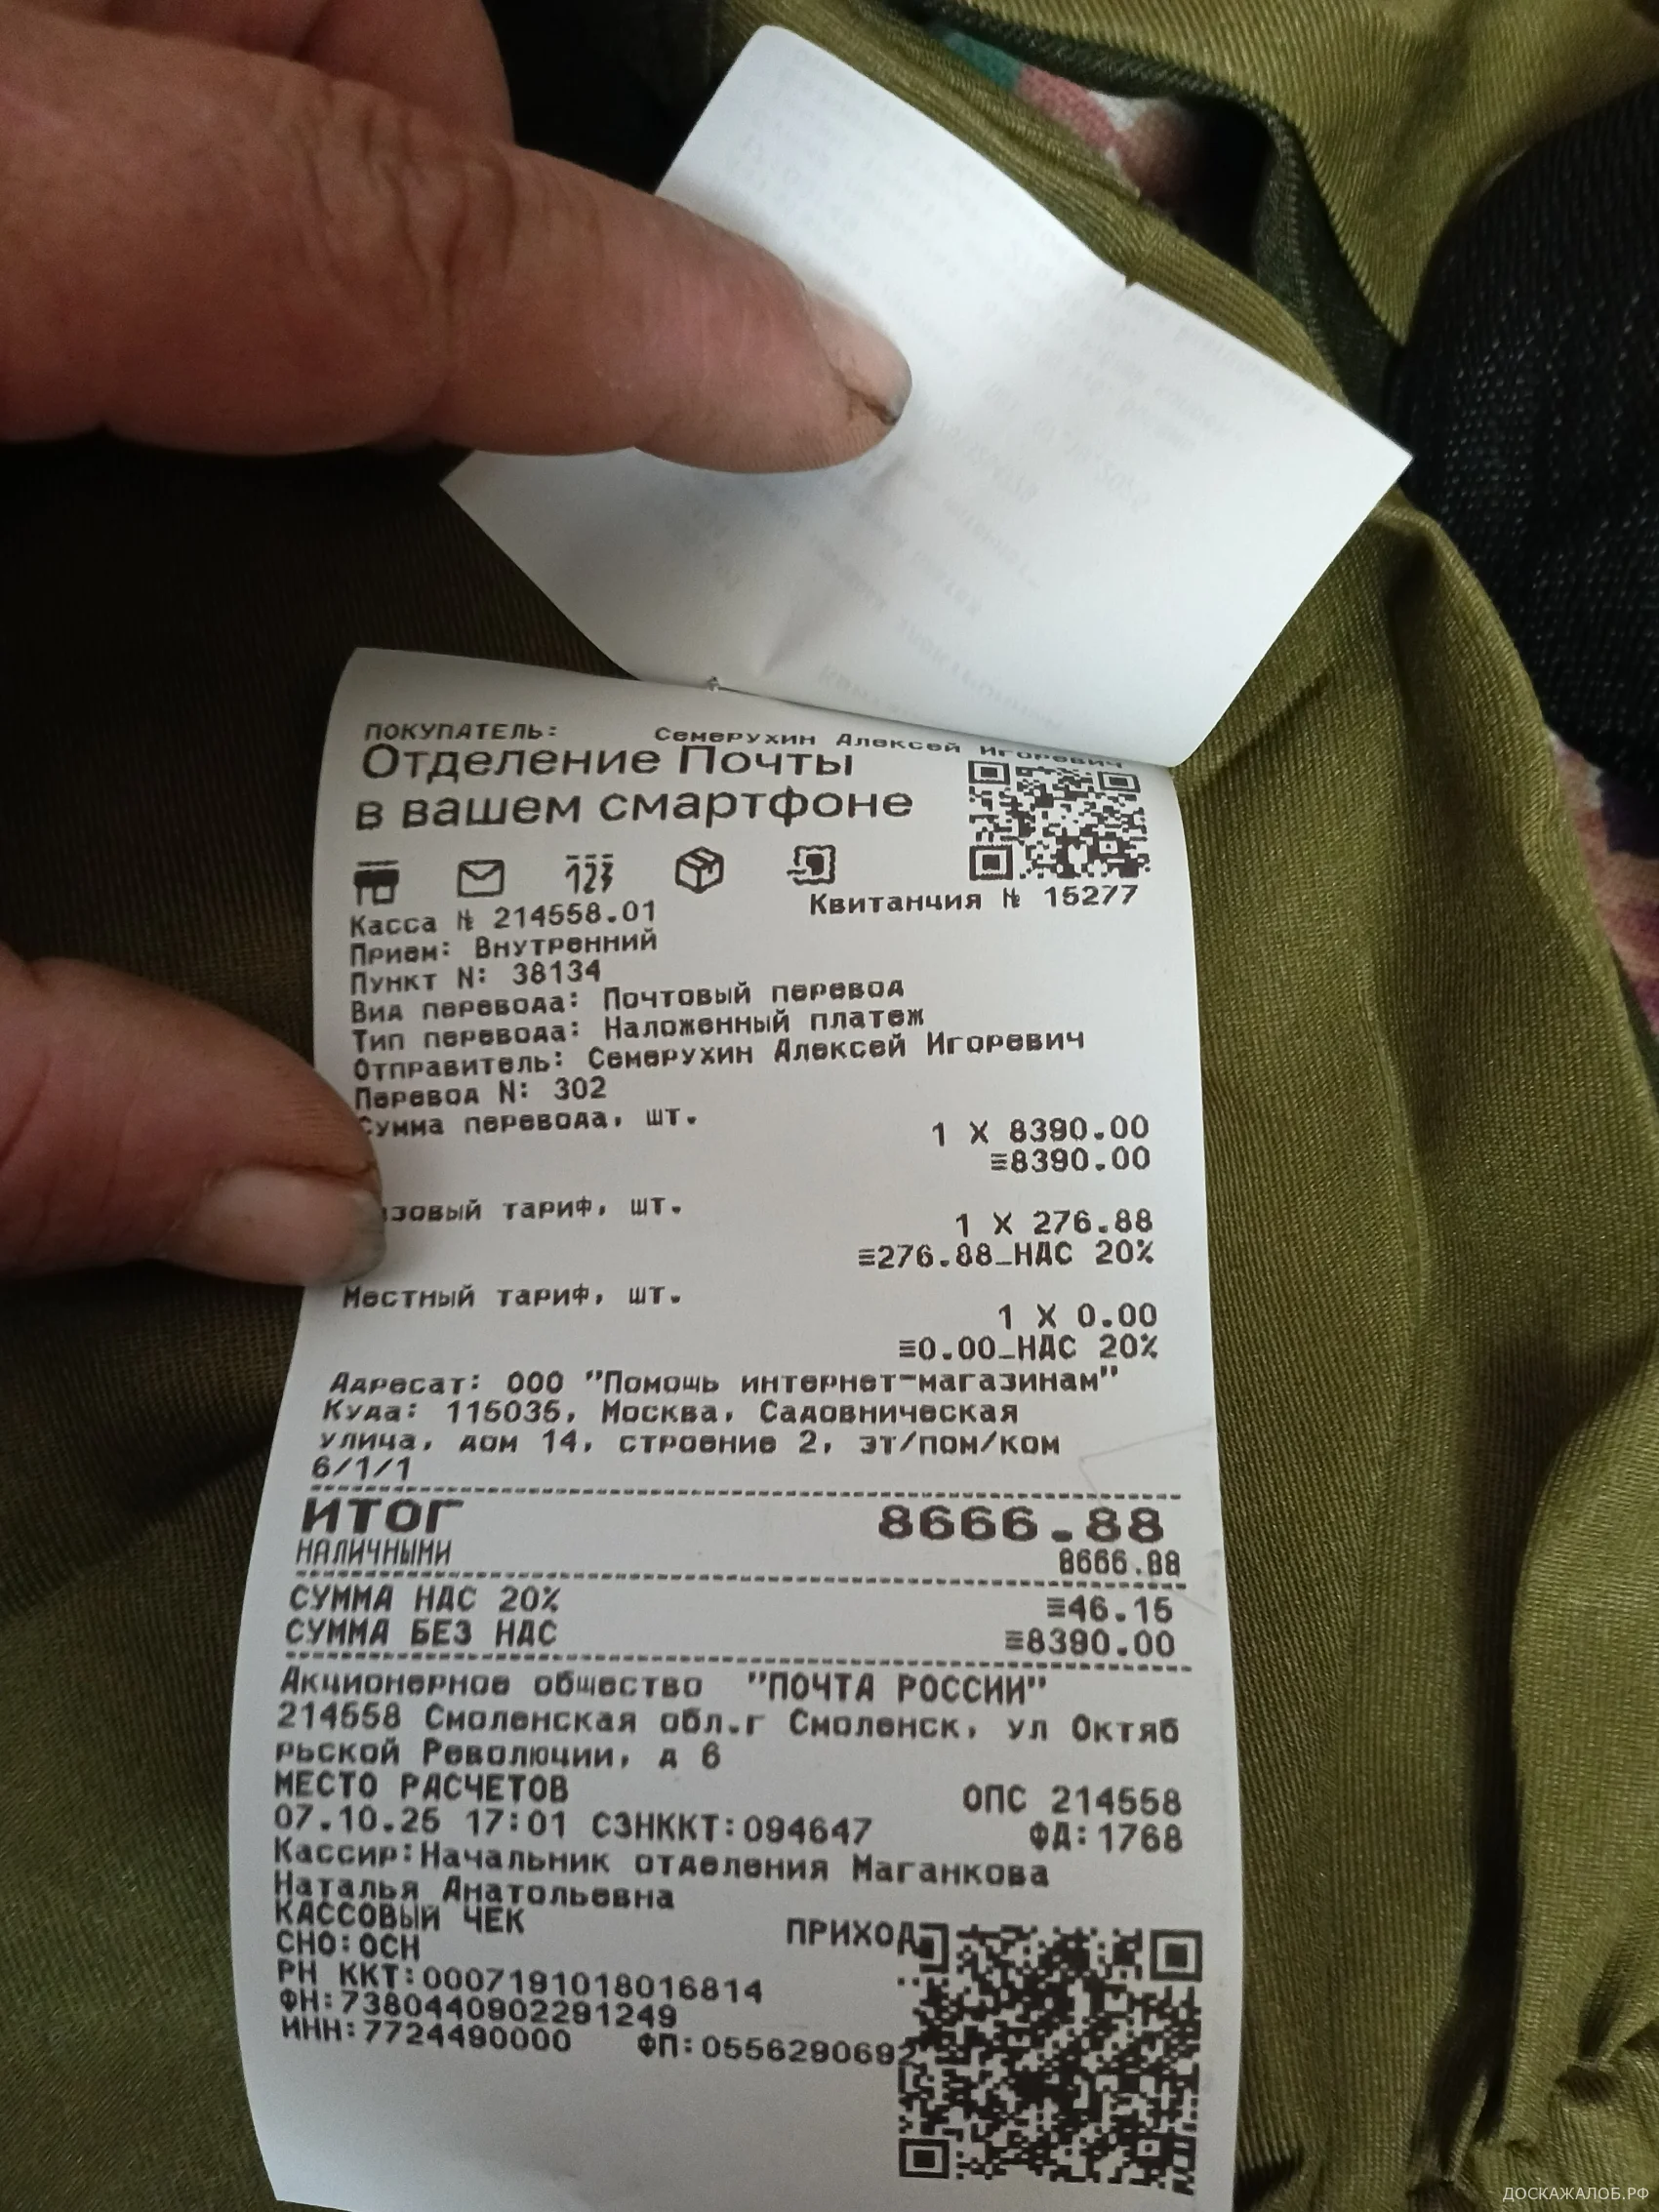 ПОКУПАТЕЛЬ: Семерухин Алексей Игоревич
Отделение Почты
в вашем смартфоне
Квитанция № 15277
Касса № 214558.01
Прием: Внутренний
Пункт N: 38134
Вид перевода: Почтовый перевод
Тип перевода: Наложенный платеж
Отправитель: Семерухин Алексей Игоревич
Перевод N: 302
Сумма перевода, шт.
1 X 8390.00
≡8390.00
азовый тариф, шт.
1 X 276.88
≡276.88_НДС 20%
Местный тариф, шт.
1 X 0.00
≡0.00_НДС 20%
Адресат: ООО "Помощь интернет-магазинам"
Куда: 115035, Москва, Садовническая
улица, дом 14, строение 2, эт/пом/ком
6/1/1
ИТОГ 8666.88
НАЛИЧНЫМИ 8666.88
СУММА НДС 20% ≡46.15
СУММА БЕЗ НДС ≡8390.00
Акционерное общество "ПОЧТА РОССИИ"
214558 Смоленская обл.г Смоленск, ул Октяб
рьской Революции, д 6
МЕСТО РАСЧЕТОВ ОПС 214558
07.10.25 17:01 СЗНККТ:094647 ФД:1768
Кассир:Начальник отделения Маганкова
Наталья Анатольевна
КАССОВЫЙ ЧЕК ПРИХОД
СНО:ОСН
РН ККТ:0007191018016814
ФН:7380440902291249
ИНН:7724490000 ФП:0556290692
ДОСКАЖАЛОБ.РФ